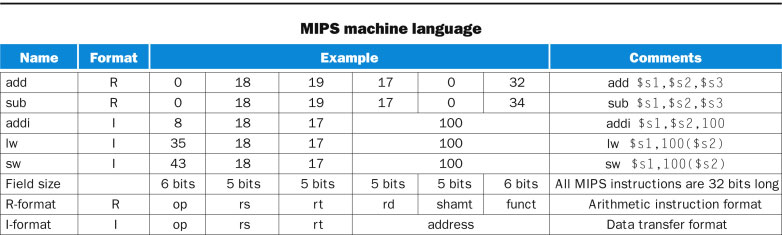 MIPS machine language
Name Format Example Comments
add R 0 18 19 17 0 32 add $s1,$s2,$s3
sub R 0 18 19 17 0 34 sub $s1,$s2,$s3
addi I 8 18 17 100 addi $s1,$s2,100
lw I 35 18 17 100 lw $s1,100($s2)
sw I 43 18 17 100 sw $s1,100($s2)
Field size 6 bits 5 bits 5 bits 5 bits 5 bits 6 bits All MIPS instructions are 32 bits long
R-format R op rs rt rd shamt funct Arithmetic instruction format
I-format I op rs rt address Data transfer format